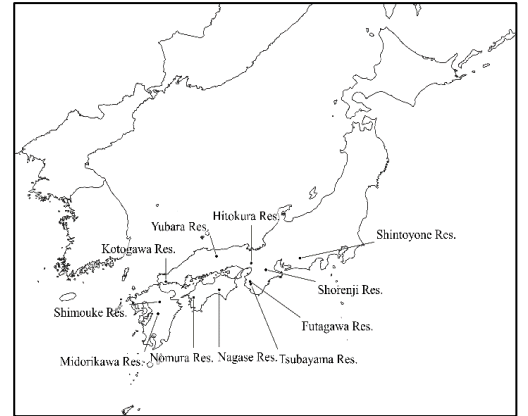 Hitokura Res.
Yubara Res.
Shintoyone Res.
Kotogawa Res.
Shorenji Res.
Shimouke Res.
Futagawa Res.
Midorikawa Res.
Nomura Res.
Nagase Res.
Tsubayama Res.